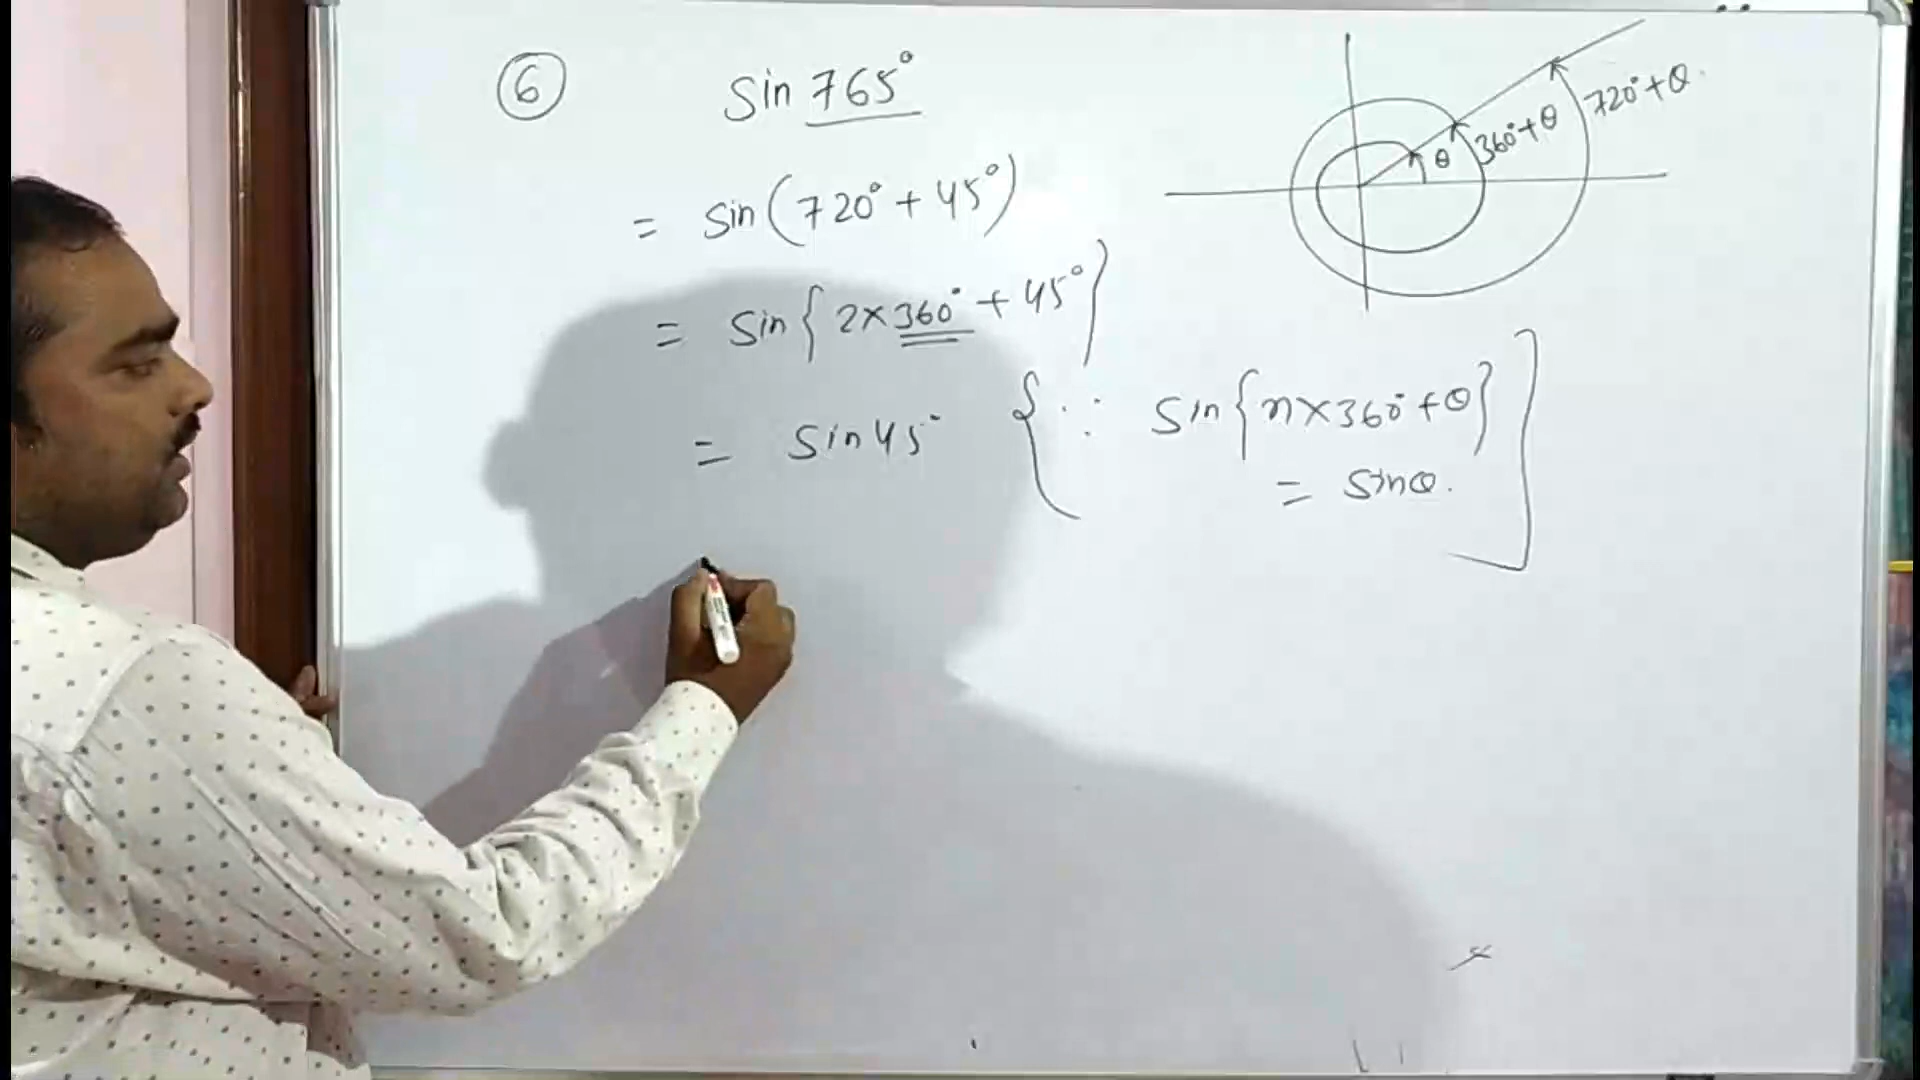 ⑥ sin 765°
= sin(720° + 45°)
= sin{2×360° + 45°}
= sin 45° {∵ sin{n×360°+θ}
= sinθ.]
θ
360°+θ
720°+θ.